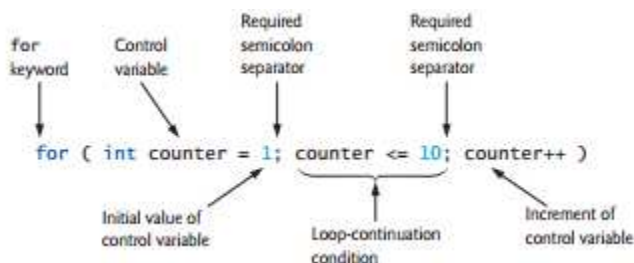 for
keyword
Control
variable
Required
semicolon
separator
Required
semicolon
separator
for ( int counter = 1; counter <= 10; counter++ )
Initial value of
control variable
Loop-continuation
condition
Increment of
control variable